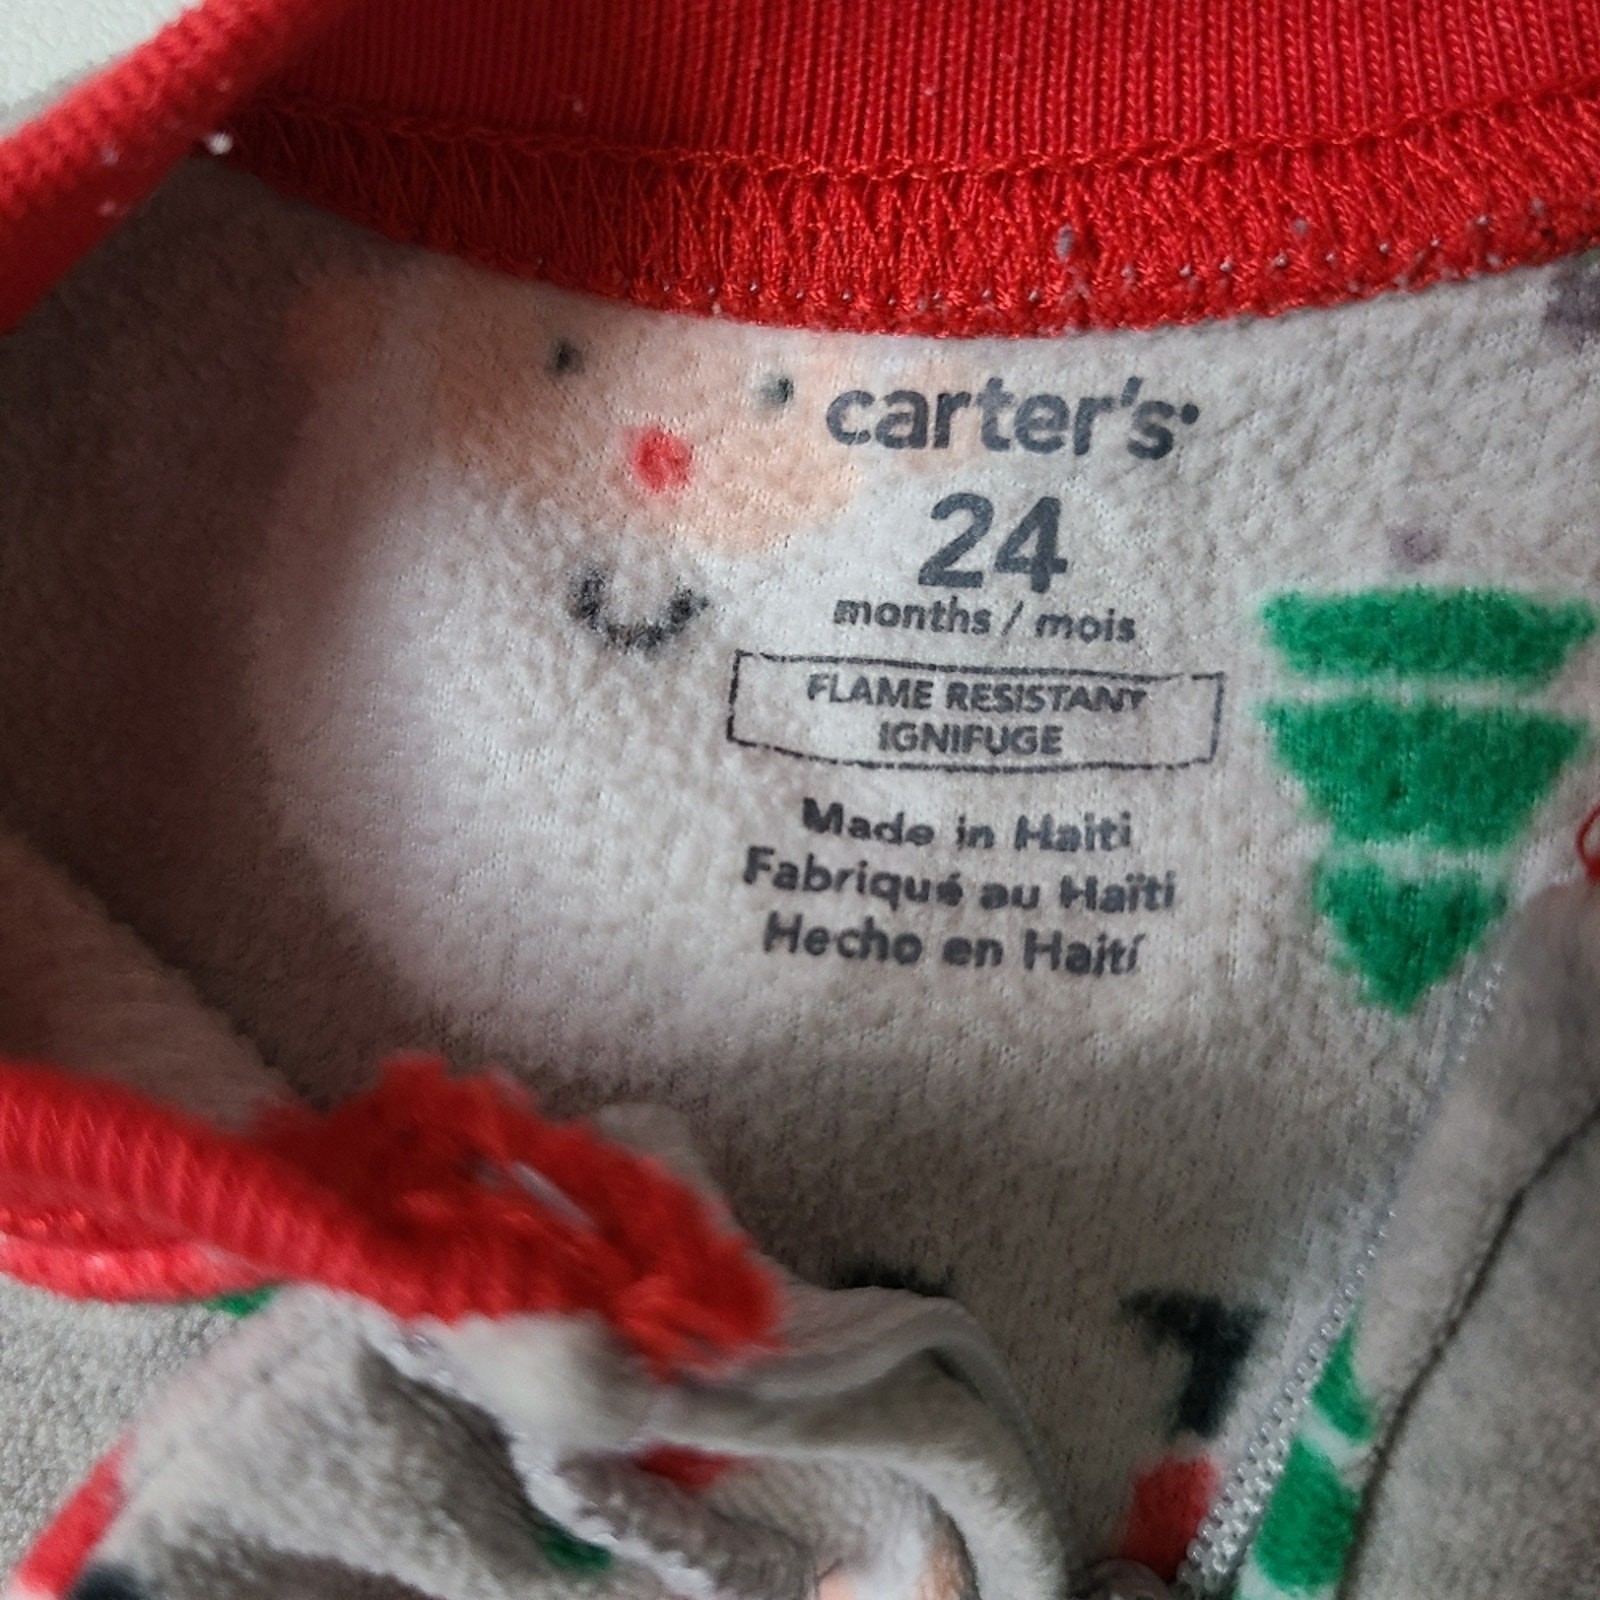 carter's
24
months / mois
FLAME RESISTANT
IGNIFUGE
Made in Haiti
Fabriqué au Haïti
Hecho en Haití